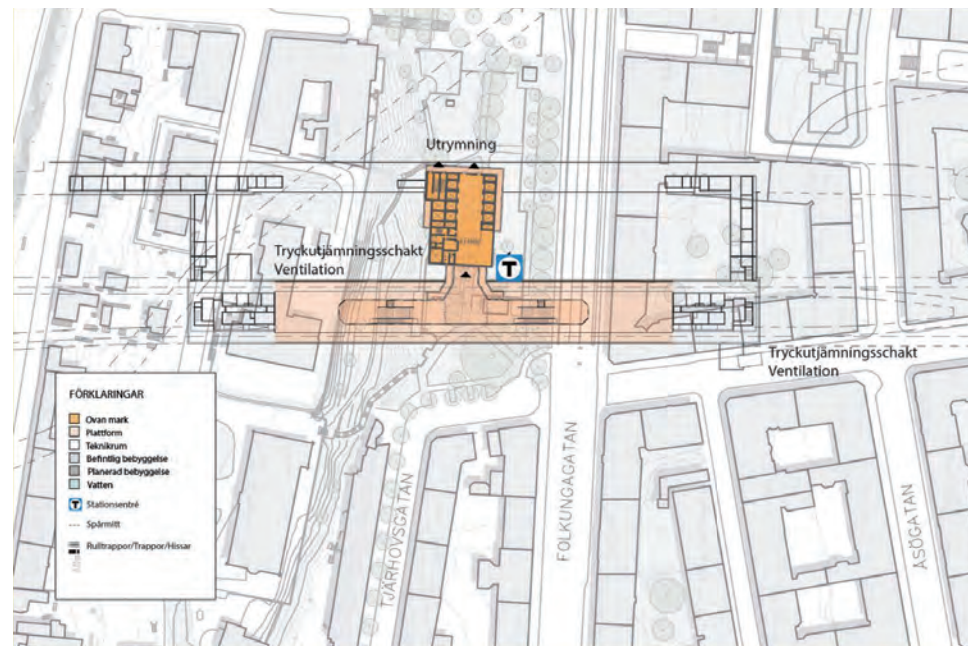 Utrymning
Tryckutjämningsschakt
Ventilation
T
Tryckutjämningsschakt
Ventilation
FÖRKLARINGAR
Ovan mark
Plattform
Teknikrum
Befintlig bebyggelse
Planerad bebyggelse
Vatten
T Stationsentré
Spårmitt
Rulltrappor/Trappor/Hissar
TJÄRHOVSGATAN
FOLKUNGAGATAN
ÅSÖGATAN